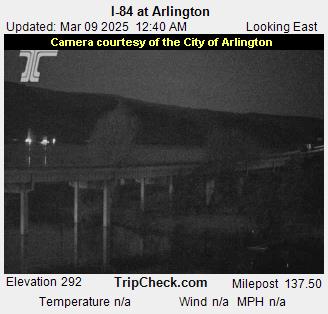 I-84 at Arlington
Updated: Mar 09 2025 12:40 AM Looking East
Camera courtesy of the City of Arlington
Elevation 292 TripCheck.com Milepost 137.50
Temperature n/a Wind n/a MPH n/a